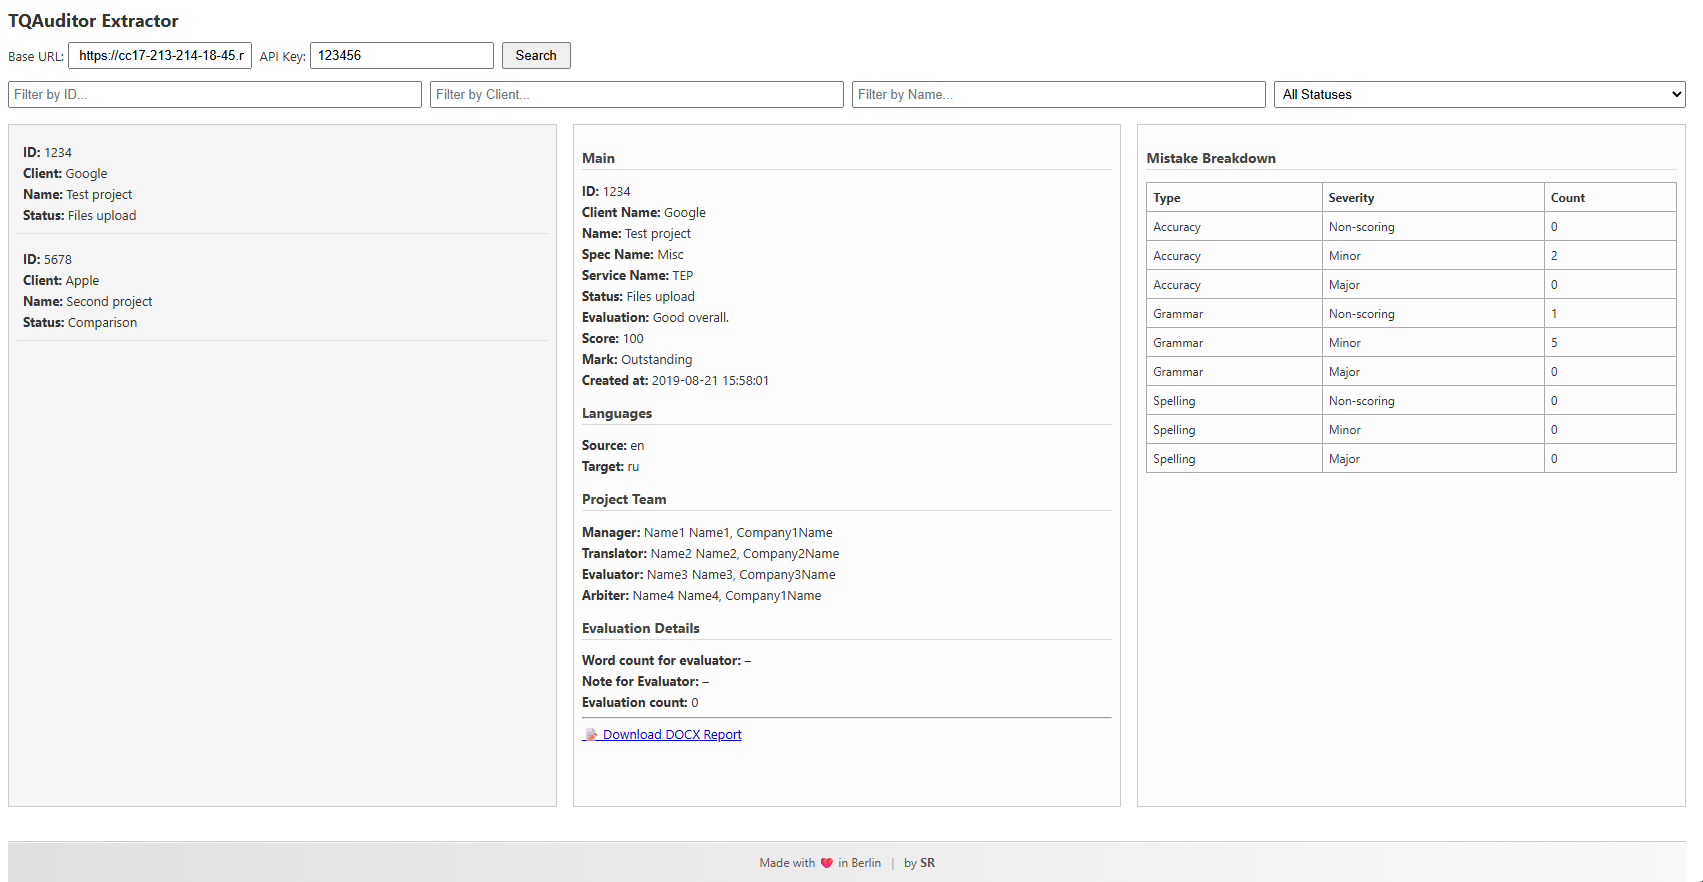 TQAuditor Extractor
Base URL: https://cc17-213-214-18-45.r API Key: 123456 Search
Filter by ID... Filter by Client... Filter by Name... All Statuses
ID: 1234
Client: Google
Name: Test project
Status: Files upload
ID: 5678
Client: Apple
Name: Second project
Status: Comparison
Main
ID: 1234
Client Name: Google
Name: Test project
Spec Name: Misc
Service Name: TEP
Status: Files upload
Evaluation: Good overall.
Score: 100
Mark: Outstanding
Created at: 2019-08-21 15:58:01
Languages
Source: en
Target: ru
Project Team
Manager: Name1 Name1, Company1Name
Translator: Name2 Name2, Company2Name
Evaluator: Name3 Name3, Company3Name
Arbiter: Name4 Name4, Company1Name
Evaluation Details
Word count for evaluator: –
Note for Evaluator: –
Evaluation count: 0
Download DOCX Report
Mistake Breakdown
Type Severity Count
Accuracy Non-scoring 0
Accuracy Minor 2
Accuracy Major 0
Grammar Non-scoring 1
Grammar Minor 5
Grammar Major 0
Spelling Non-scoring 0
Spelling Minor 0
Spelling Major 0
Made with ❤️ in Berlin | by SR